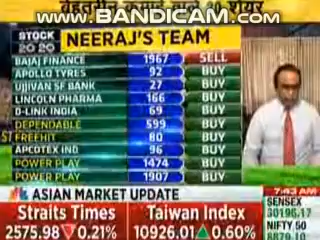 www.BANDICAM.com
STOCK
20-20
NEERAJ'S TEAM
BAJAJ FINANCE 1967 SELL
APOLLO TYRES 92 BUY
UJJIVAN SF BANK 27 BUY
LINCOLN PHARMA 166 BUY
D-LINK INDIA 69 BUY
DEPENDABLE 599 BUY
FREEHIT 80 BUY
APCOTEX IND 96 BUY
POWER PLAY 1474 BUY
POWER PLAY 1907 BUY
ASIAN MARKET UPDATE
7:43 AM
Straits Times
2575.98 0.21%
Taiwan Index
10926.01 0.60%
SENSEX
30196.17
NIFTY 50
8879.10